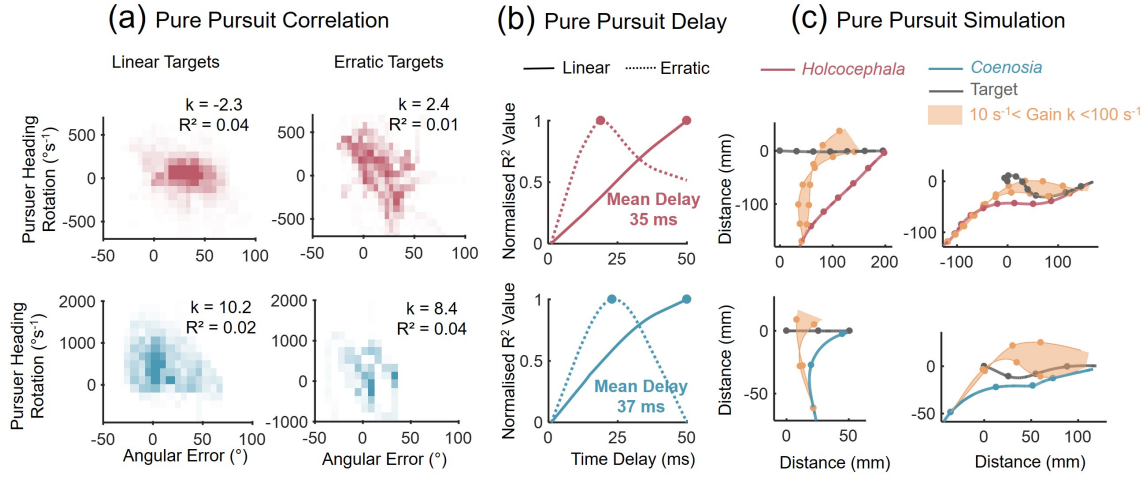 (a) Pure Pursuit Correlation
Linear Targets
Erratic Targets
k = -2.3
R² = 0.04
k = 2.4
R² = 0.01
Pursuer Heading
Rotation (°s⁻¹)
500
0
-500
-50 0 50 100
500
0
-500
-50 0 50 100
k = 10.2
R² = 0.02
k = 8.4
R² = 0.04
Pursuer Heading
Rotation (°s⁻¹)
2000
1000
0
-50 0 50 100
Angular Error (°)
2000
1000
0
-1000
-50 0 50 100
Angular Error (°)
(b) Pure Pursuit Delay
Linear Erratic
Normalised R² Value
1
0.5
0
Mean Delay
35 ms
0 25 50
Normalised R² Value
1
0.5
0
Mean Delay
37 ms
0 25 50
Time Delay (ms)
(c) Pure Pursuit Simulation
Holcocephala
Coenosia
Target
10 s⁻¹< Gain k <100 s⁻¹
Distance (mm)
0
-100
0 100 200
0
-100
-100 0 100
Distance (mm)
0
-50
0 50
Distance (mm)
0
-50
0 50 100
Distance (mm)